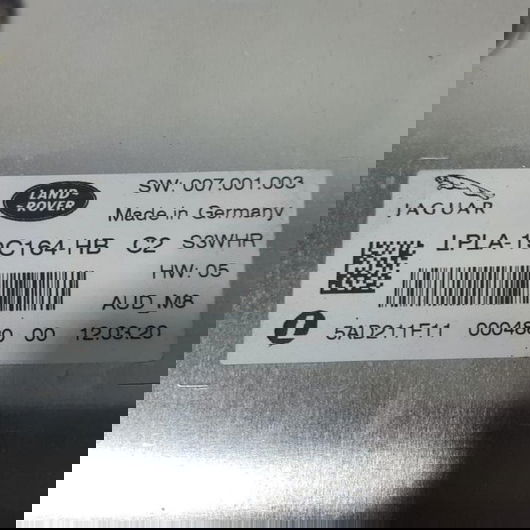 SW: 007.001.003
LAND-
ROVER
Made in Germany
JAGUAR
C2 S3WHR
HW: 05
AUD_M8
00 12.03.20